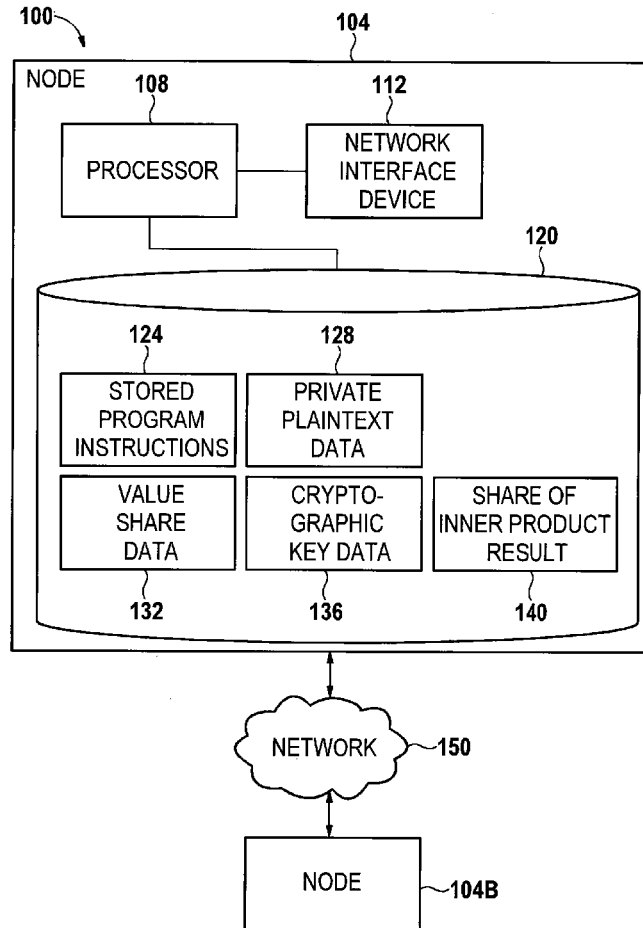 100
104
NODE
108
112
PROCESSOR
NETWORK
INTERFACE
DEVICE
120
124
128
STORED
PROGRAM
INSTRUCTIONS
PRIVATE
PLAINTEXT
DATA
VALUE
SHARE
DATA
CRYPTO-
GRAPHIC
KEY DATA
SHARE OF
INNER PRODUCT
RESULT
132
136
140
NETWORK
150
NODE
104B